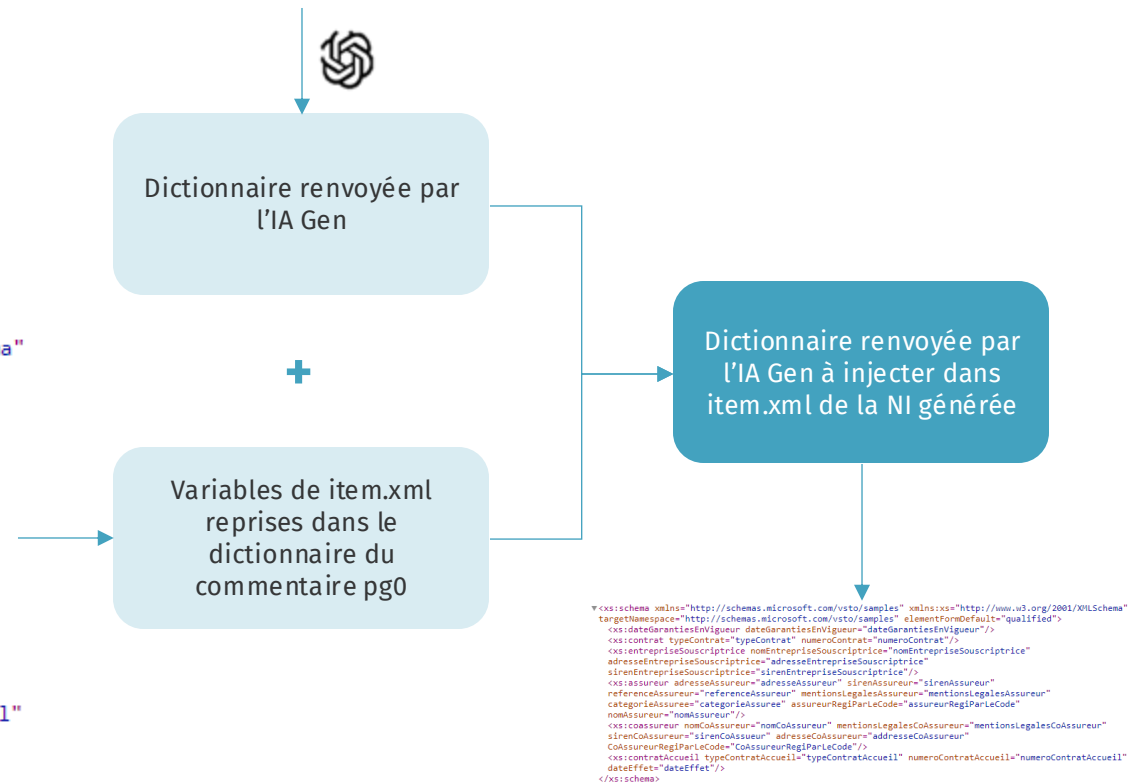 Dictionnaire renvoyée par
l'IA Gen
a"
+
Dictionnaire renvoyée par
l'IA Gen à injecter dans
item.xml de la NI générée
Variables de item.xml
reprises dans le
dictionnaire du
commentaire pg0
l"
▼<xs:schema xmlns="http://schemas.microsoft.com/vsto/samples" xmlns:xs="http://www.w3.org/2001/XMLSchema"
targetNamespace="http://schemas.microsoft.com/vsto/samples" elementFormDefault="qualified">
<xs:dateGarantiesEnVigueur dateGarantiesEnVigueur="dateGarantiesEnVigueur"/>
<xs:contrat typeContrat="typeContrat" numeroContrat="numeroContrat"/>
<xs:entrepriseSouscriptrice nomEntrepriseSouscriptrice="nomEntrepriseSouscriptrice"
adresseEntrepriseSouscriptrice="adresseEntrepriseSouscriptrice"
sirenEntrepriseSouscriptrice="sirenEntrepriseSouscriptrice"/>
<xs:assureur adresseAssureur="adresseAssureur" sirenAssureur="sirenAssureur"
referenceAssureur="referenceAssureur" mentionsLegalesAssureur="mentionsLegalesAssureur"
categorieAssuree="categorieAssuree" assureurRegiParLeCode="assureurRegiParLeCode"
nomAssureur="nomAssureur"/>
<xs:coassureur nomCoAssureur="nomCoAssureur" mentionsLegalesCoAssureur="mentionsLegalesCoAssureur"
sirenCoAssureur="sirenCoAssueur" adresseCoAssureur="addresseCoAssureur"
CoAssureurRegiParLeCode="CoAssureurRegiParLeCode"/>
<xs:contratAccueil typeContratAccueil="typeContratAccueil" numeroContratAccueil="numeroContratAccueil"
dateEffet="dateEffet"/>
</xs:schema>